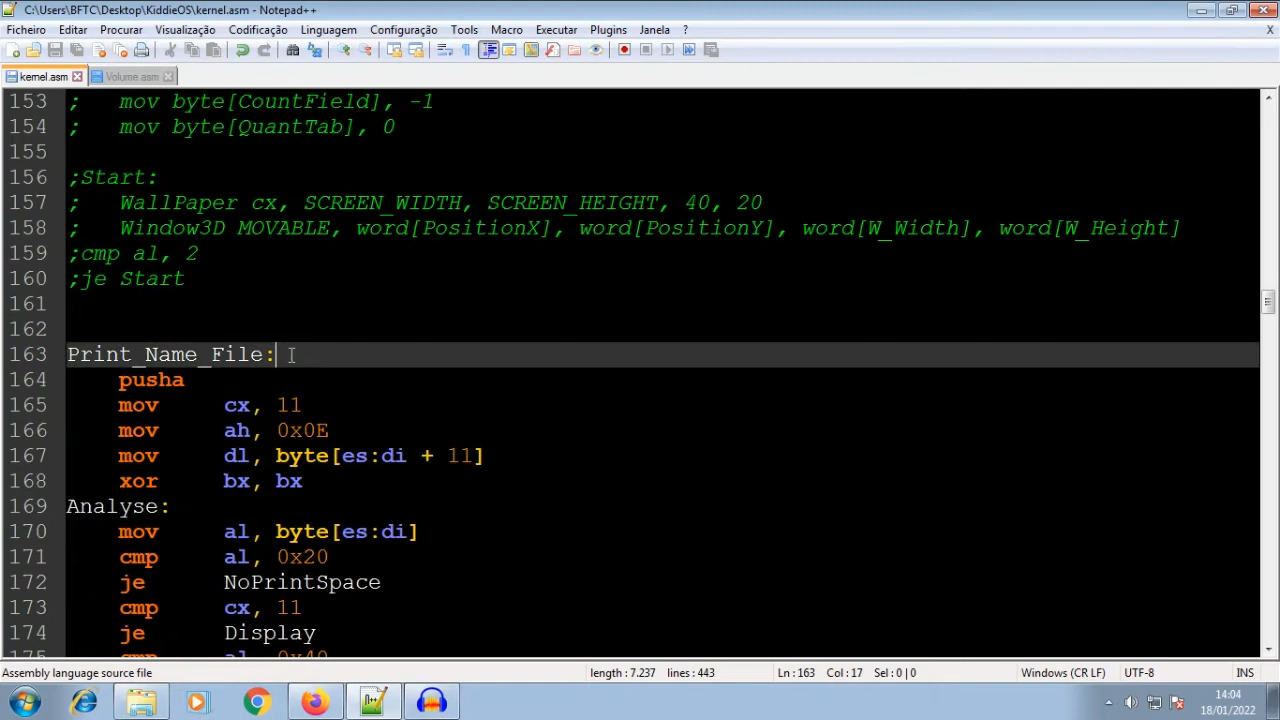 C:\Users\BFTC\Desktop\KiddieOS\kernel.asm - Notepad++
Ficheiro Editar Procurar Visualização Codificação Linguagem Configuração Tools Macro Executar Plugins Janela ? X
kernel.asm Volume.asm
153 ; mov byte[CountField], -1
154 ; mov byte[QuantTab], 0
155
156 ;Start:
157 ; WallPaper cx, SCREEN_WIDTH, SCREEN_HEIGHT, 40, 20
158 ; Window3D MOVABLE, word[PositionX], word[PositionY], word[W_Width], word[W_Height]
159 ;cmp al, 2
160 ;je Start
161
162
163 Print_Name_File:
164 pusha
165 mov cx, 11
166 mov ah, 0x0E
167 mov dl, byte[es:di + 11]
168 xor bx, bx
169 Analyse:
170 mov al, byte[es:di]
171 cmp al, 0x20
172 je NoPrintSpace
173 cmp cx, 11
174 je Display
175 cmp al, 0x40
Assembly language source file length : 7.237 lines : 443 Ln : 163 Col : 17 Sel : 0 | 0 Windows (CR LF) UTF-8 INS
14:04
18/01/2022